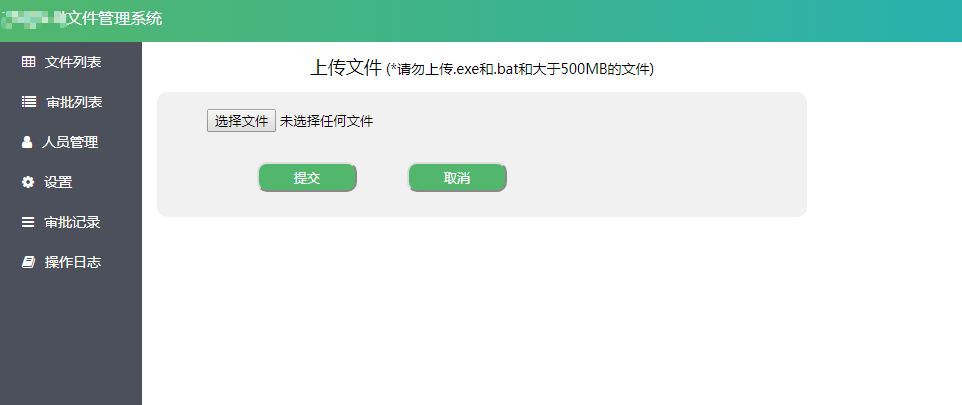 文件管理系统
文件列表
审批列表
人员管理
设置
审批记录
操作日志
上传文件 (*请勿上传.exe和.bat和大于500MB的文件)
选择文件 未选择任何文件
提交 取消